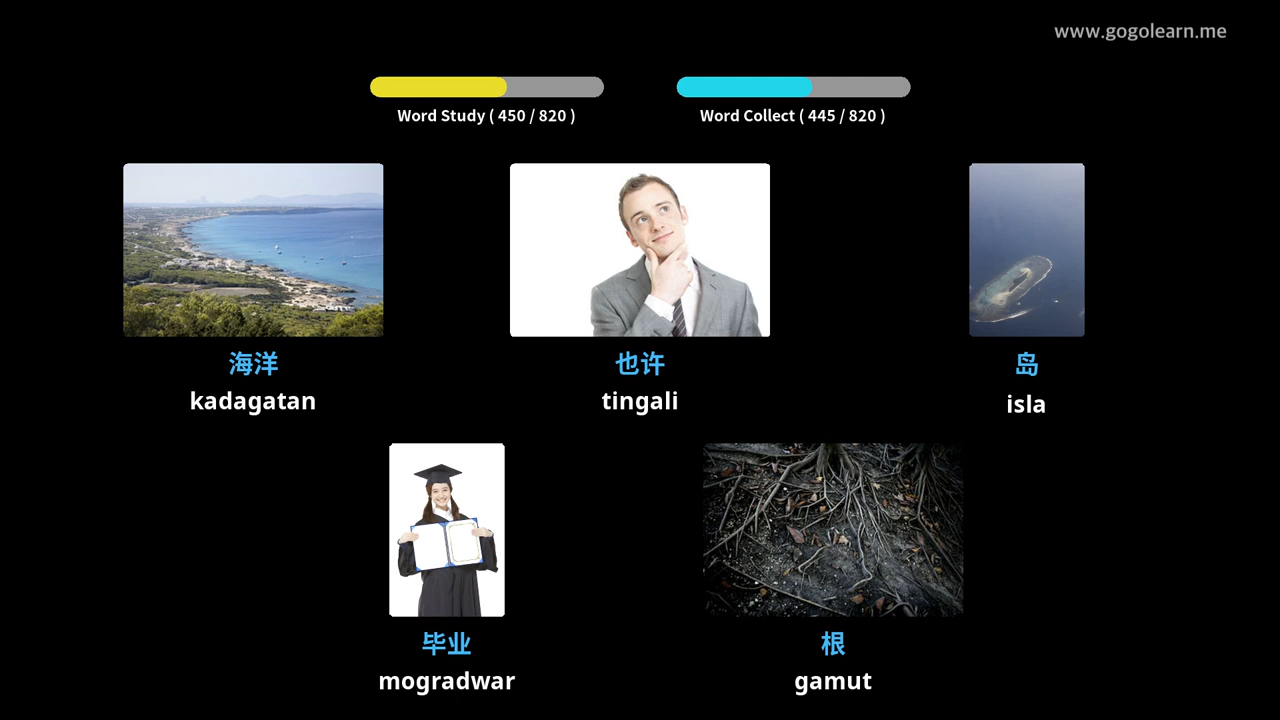 www.gogolearn.me
Word Study ( 450 / 820 )
Word Collect ( 445 / 820 )
海洋
kadagatan
也许
tingali
岛
isla
毕业
mogradwar
根
gamut